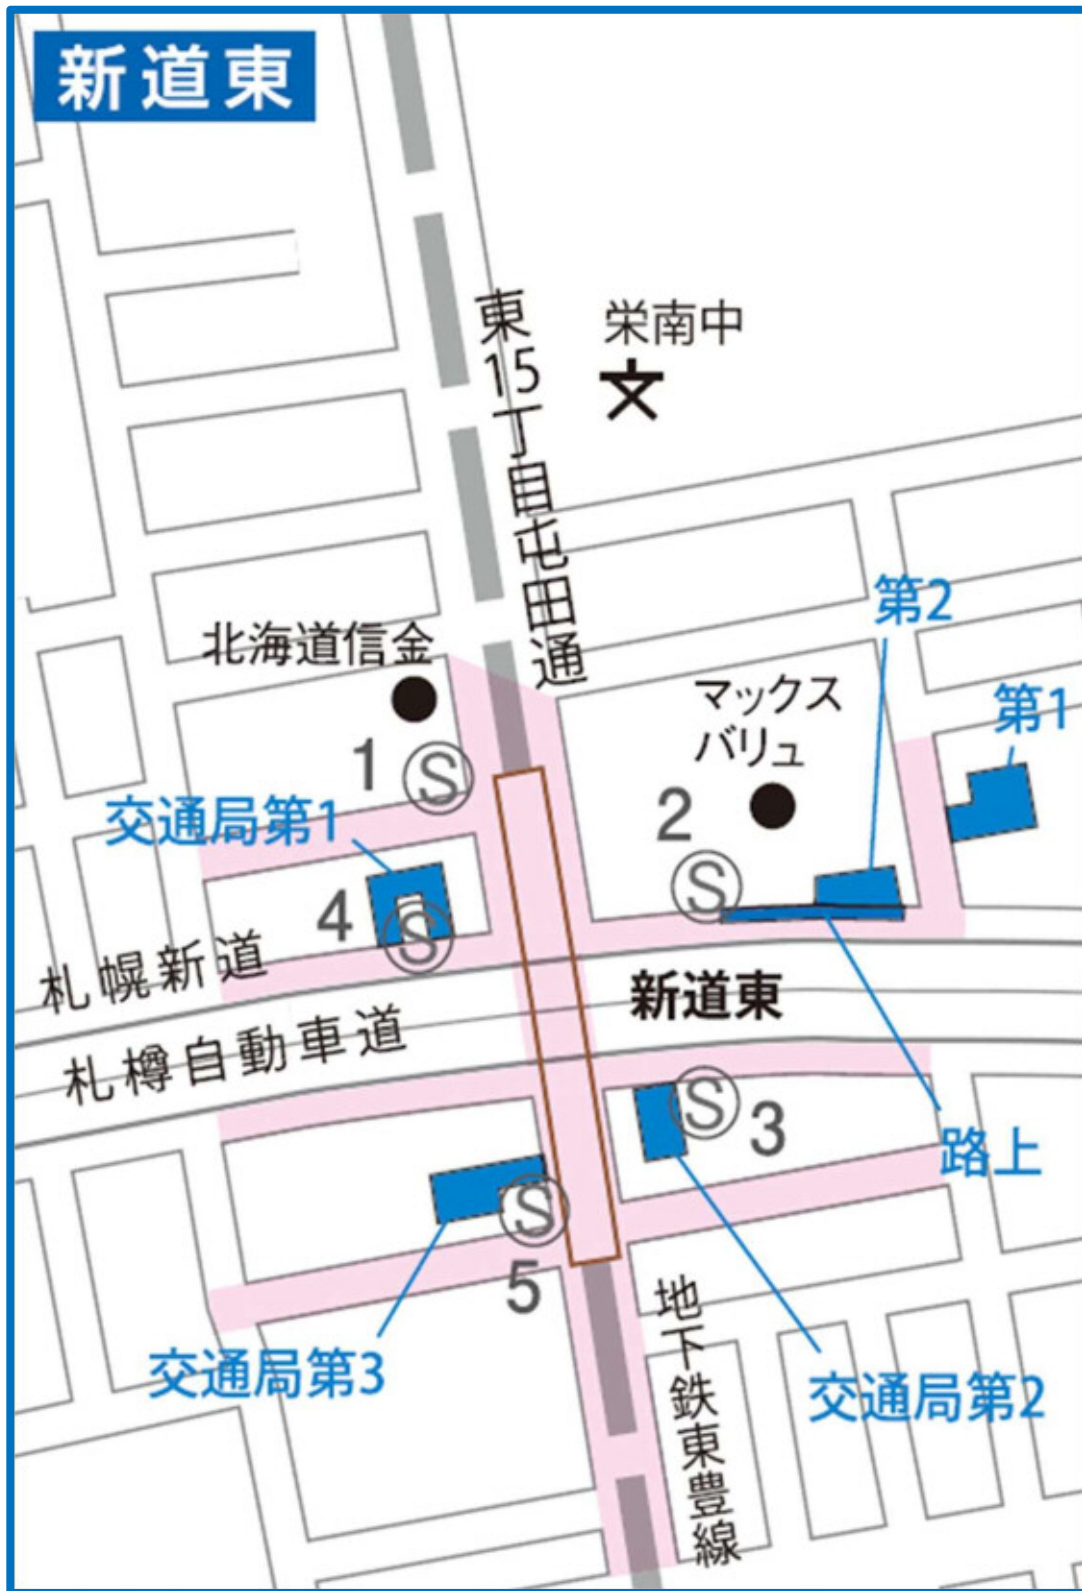 新道東
栄南中
東15丁目屯田通
第2
北海道信金
マックス
バリュ
第1
1
S
交通局第1
2
S
4
S
札幌新道
新道東
札樽自動車道
S
3
路上
S
5
交通局第3
交通局第2
地下鉄東豊線